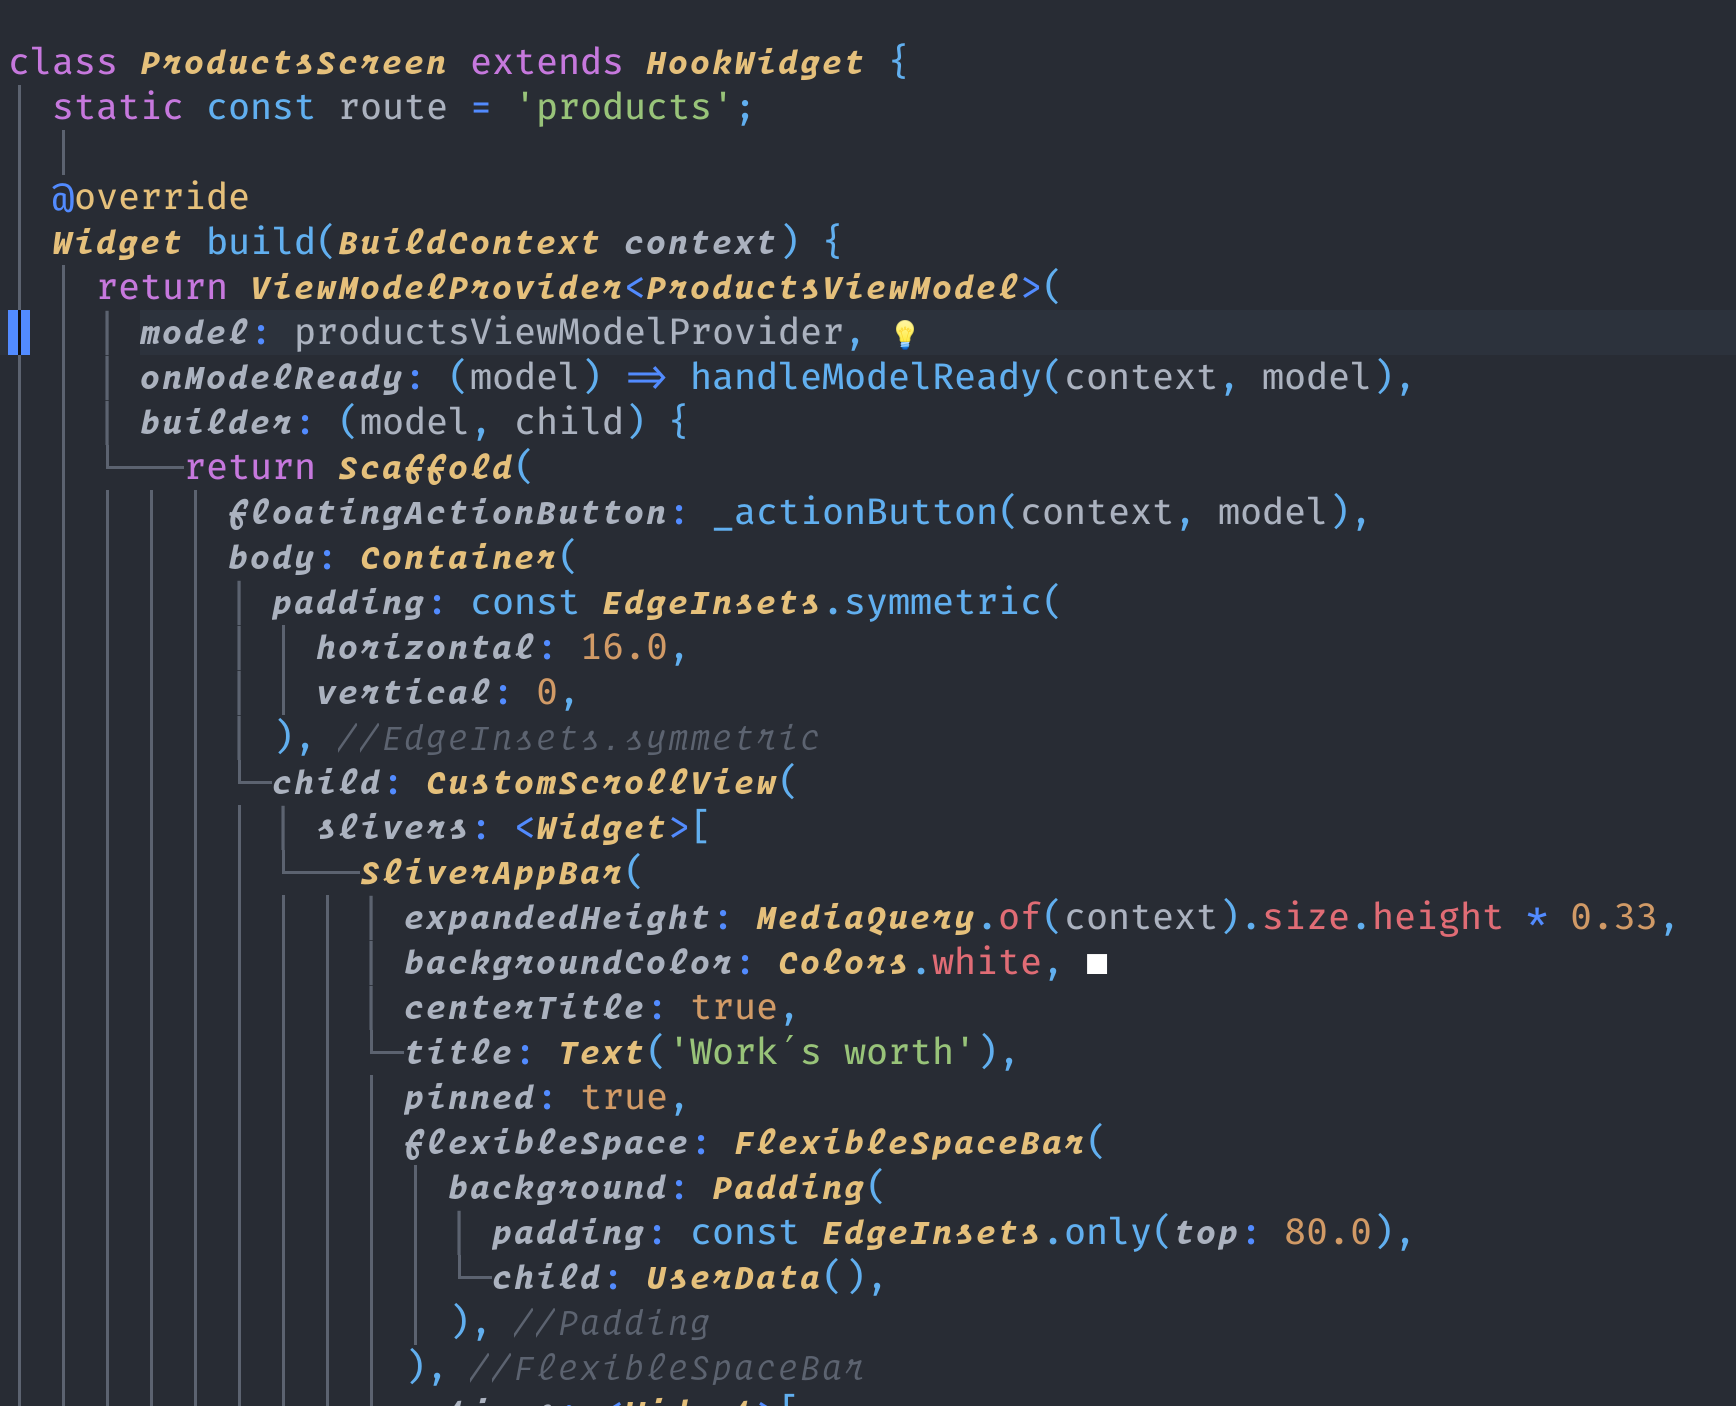 class ProductsScreen extends HookWidget {
static const route = 'products';
@override
Widget build(BuildContext context) {
return ViewModelProvider<ProductsViewModel>(
model: productsViewModelProvider,
onModelReady: (model) => handleModelReady(context, model),
builder: (model, child) {
return Scaffold(
floatingActionButton: _actionButton(context, model),
body: Container(
padding: const EdgeInsets.symmetric(
horizontal: 16.0,
vertical: 0,
), //EdgeInsets.symmetric
child: CustomScrollView(
slivers: <Widget>[
SliverAppBar(
expandedHeight: MediaQuery.of(context).size.height * 0.33,
backgroundColor: Colors.white,
centerTitle: true,
title: Text('Work´s worth'),
pinned: true,
flexibleSpace: FlexibleSpaceBar(
background: Padding(
padding: const EdgeInsets.only(top: 80.0),
child: UserData(),
), //Padding
), //FlexibleSpaceBar